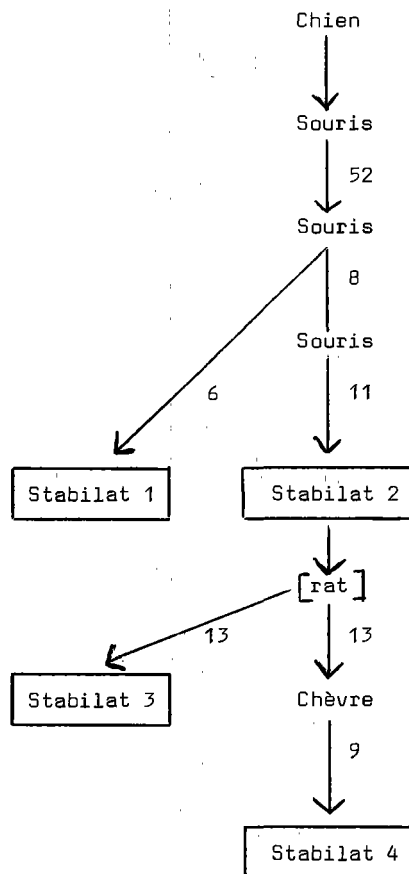 Chien
Souris
52
Souris
8
Souris
6
11
Stabilat 1
Stabilat 2
[rat]
13
13
Stabilat 3
Chèvre
9
Stabilat 4